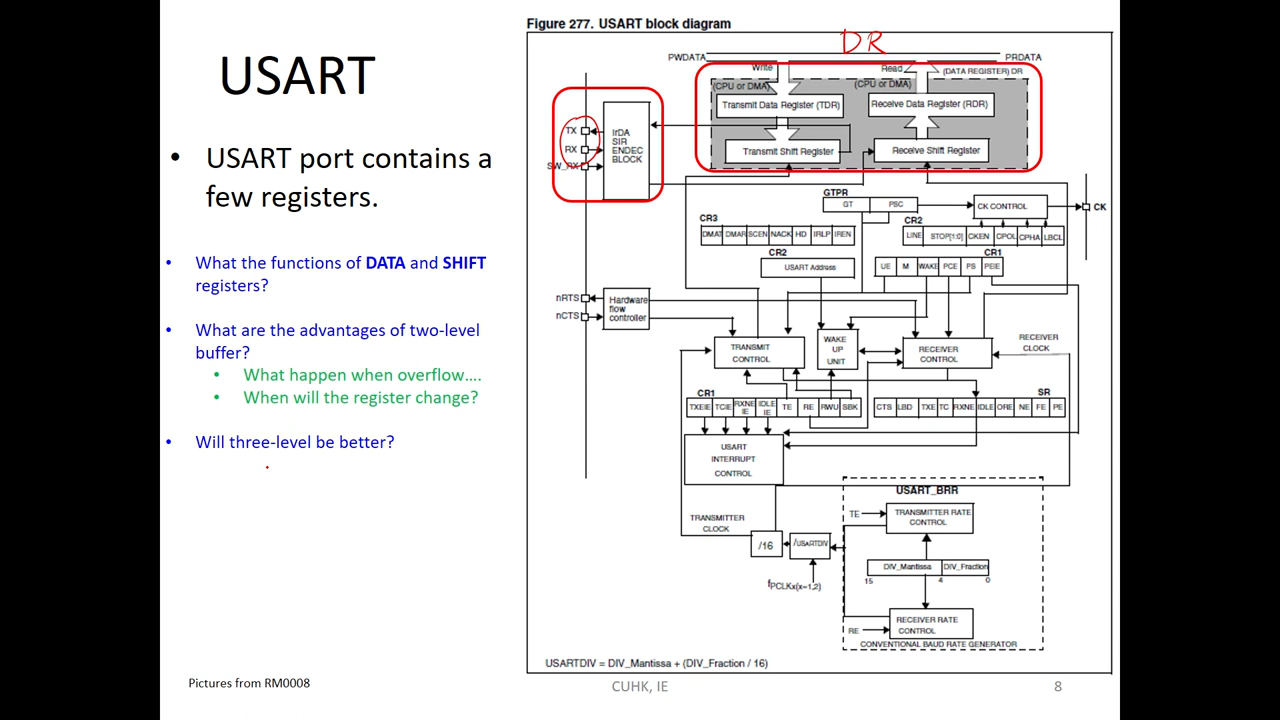 USART
• USART port contains a
few registers.
• What the functions of DATA and SHIFT
registers?
• What are the advantages of two-level
buffer?
• What happen when overflow....
• When will the register change?
• Will three-level be better?
Pictures from RM0008
Figure 277. USART block diagram
DR
PWDATA
PRDATA
Write
Read
(DATA REGISTER) DR
(CPU or DMA)
(CPU or DMA)
Transmit Data Register (TDR)
Receive Data Register (RDR)
Transmit Shift Register
Receive Shift Register
TX
RX
SW_RX
IrDA
SIR
ENDEC
BLOCK
GTPR
GT PSC
CK CONTROL
CK
CR3
DMAT DMAR SCEN NACK HD IRLP IREN
CR2
LINE STOP[1:0] CKEN CPOL CPHA LBCL
CR2
USART Address
CR1
UE M WAKE PCE PS PEIE
nRTS
nCTS
Hardware
flow
controller
TRANSMIT
CONTROL
WAKE
UP
UNIT
RECEIVER
CONTROL
RECEIVER
CLOCK
CR1
TXEIE TCIE RXNE
IE IDLE
IE TE RE RWU SBK
SR
CTS LBD TXE TC RXNE IDLE ORE NE FE PE
USART
INTERRUPT
CONTROL
USART_BRR
TE
TRANSMITTER RATE
CONTROL
TRANSMITTER
CLOCK
/16
/USARTDIV
DIV_Mantissa DIV_Fraction
15 4 0
fPCLKx(x=1,2)
RE
RECEIVER RATE
CONTROL
CONVENTIONAL BAUD RATE GENERATOR
USARTDIV = DIV_Mantissa + (DIV_Fraction / 16)
CUHK, IE
8